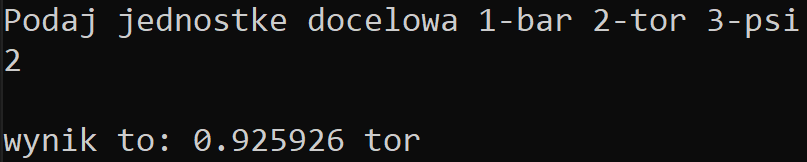 Podaj jednostke docelowa 1-bar 2-tor 3-psi
2
wynik to: 0.925926 tor